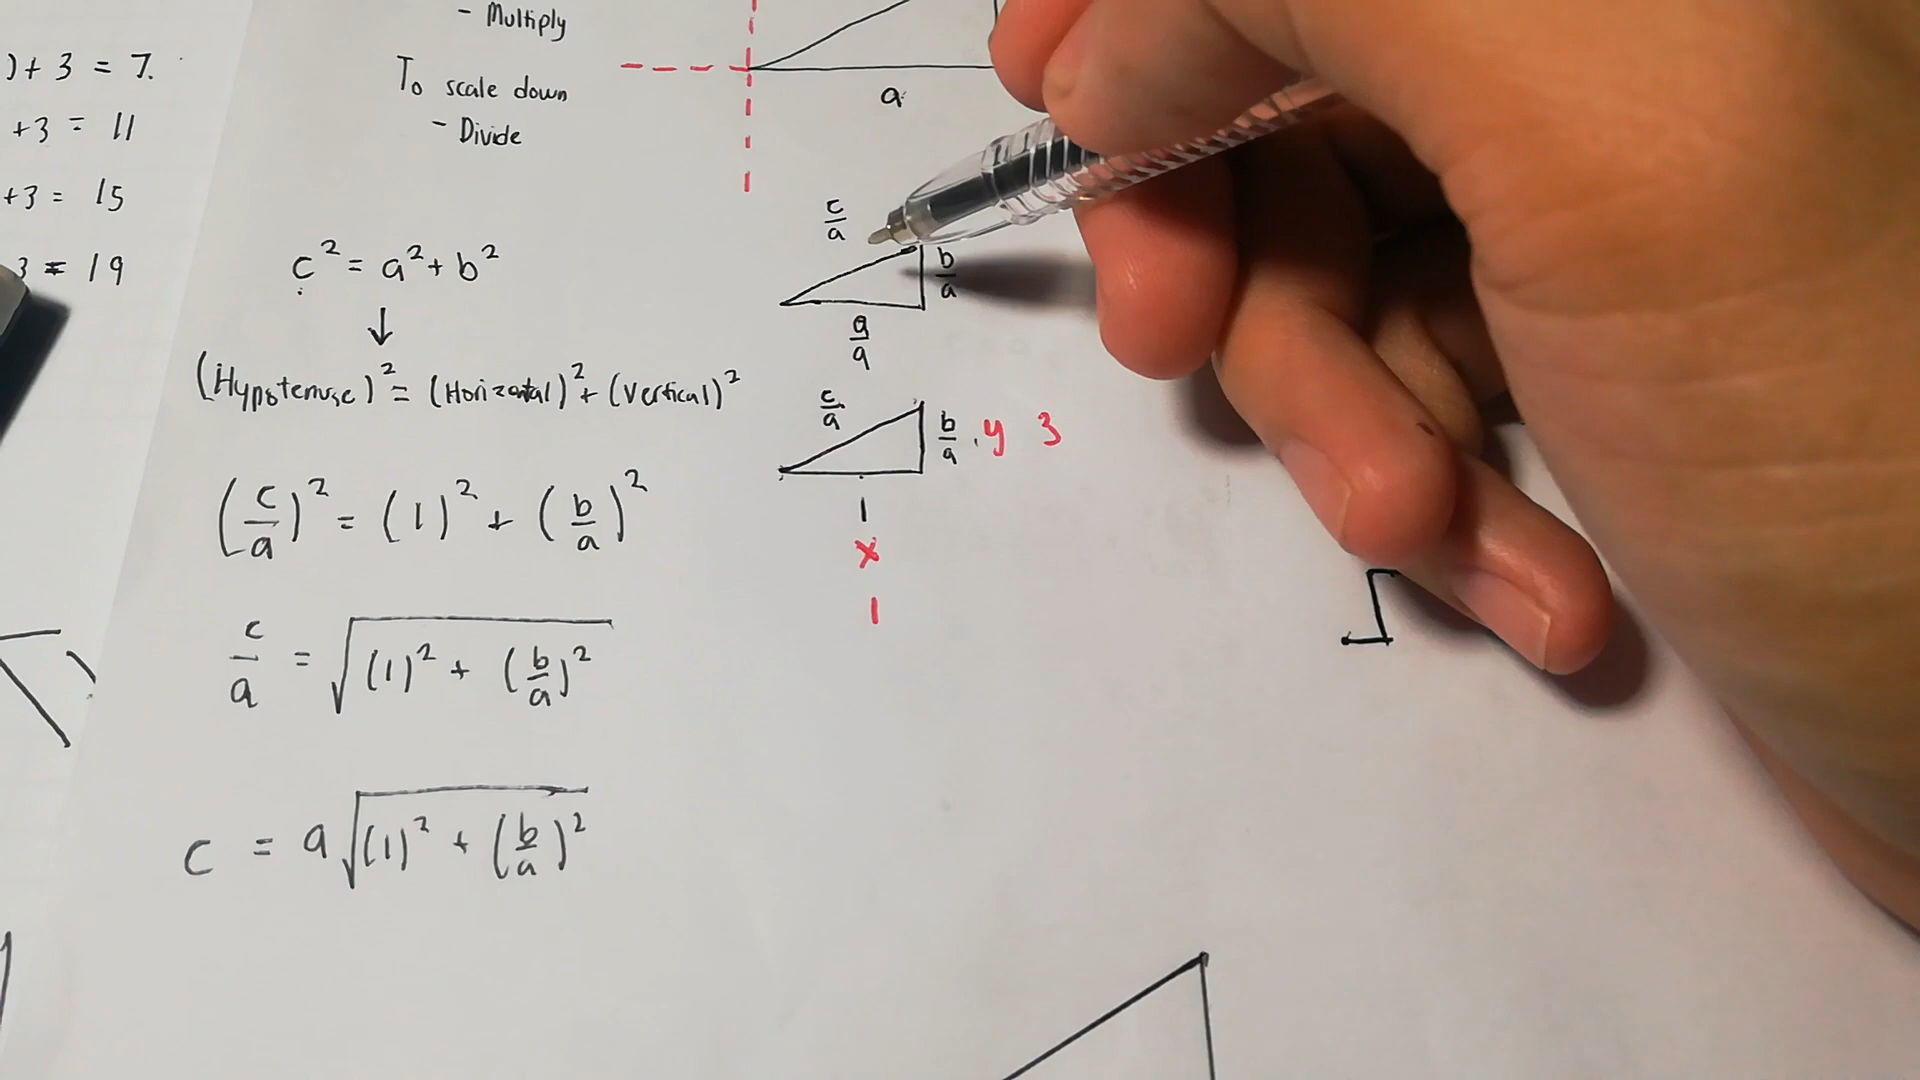 )+ 3 = 7.
+3 = 11
+3 = 15
3 = 19
- Multiply
To scale down
- Divide
c² = a² + b²
↓
(Hypotenuse)² = (Horizontal)² + (Vertical)²
(c/a)² = (1)² + (b/a)²
c/a = √(1)² + (b/a)²
c = a√(1)² + (b/a)²
a
c/a
b/a
a/a
c/a
b/a y 3
1
x
1